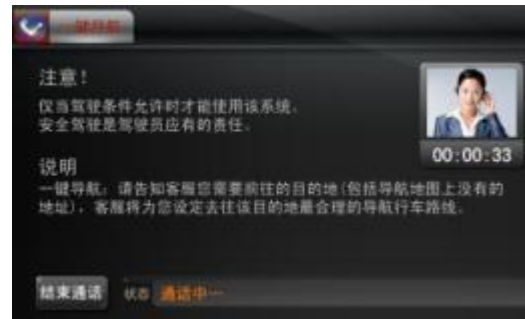 一键导航
注意！
仅当驾驶条件允许时才能使用该系统。
安全驾驶是驾驶员应有的责任。
00:00:33
说明
一键导航：请告知客服您需要前往的目的地(包括导航地图上没有的
地址)，客服将为您设定去往该目的地最合理的导航行车路线。
结束通话 状态 通话中…